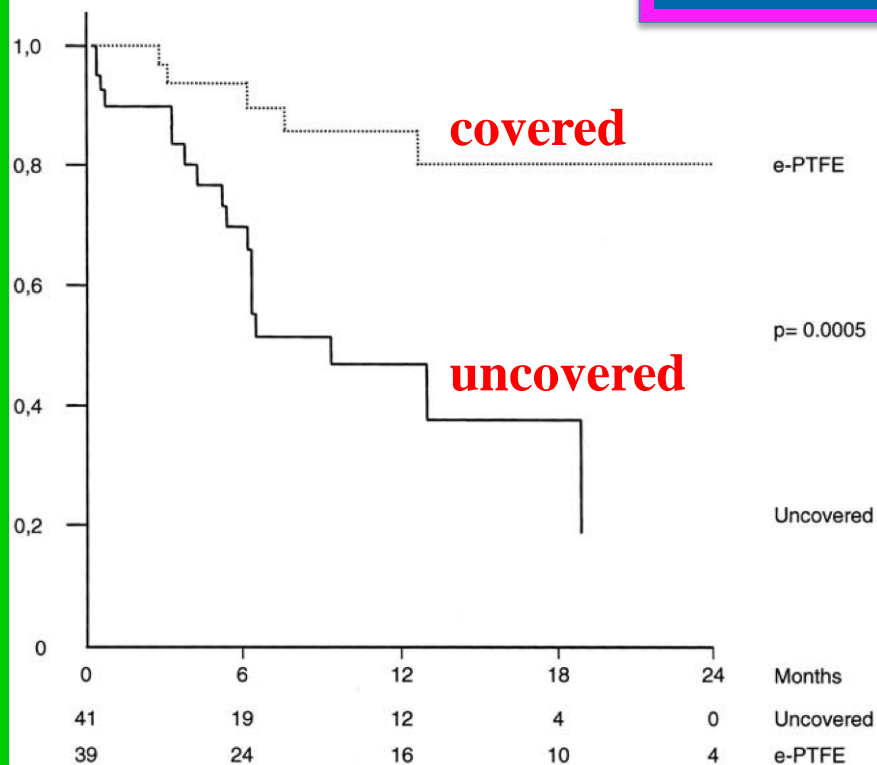 1,0
covered
0,8
e-PTFE
0,6
p= 0.0005
uncovered
0,4
0,2
Uncovered
0
0 6 12 18 24 Months
41 19 12 4 0 Uncovered
39 24 16 10 4 e-PTFE